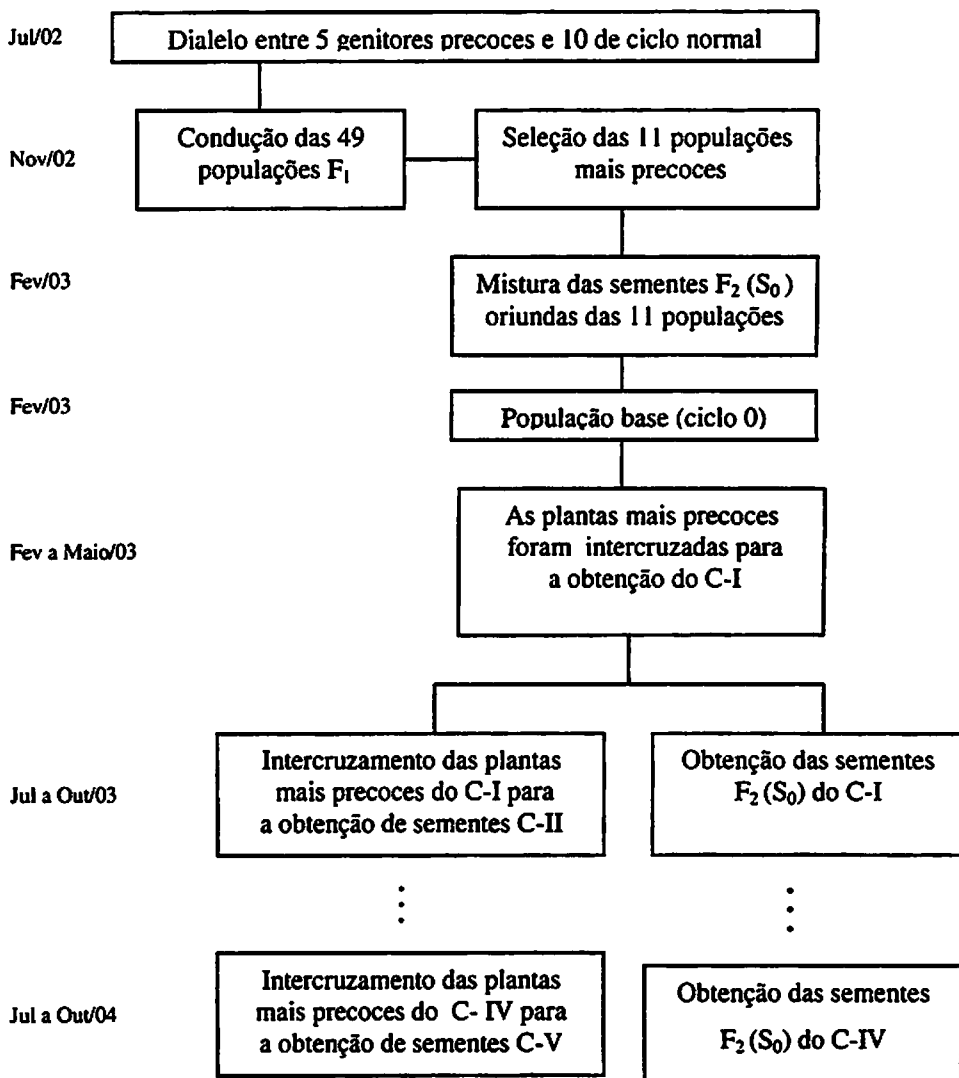 Jul/02
Dialelo entre 5 genitores precoces e 10 de ciclo normal
Nov/02
Condução das 49
populações F₁
Seleção das 11 populações
mais precoces
Fev/03
Mistura das sementes F₂ (S₀)
oriundas das 11 populações
Fev/03
População base (ciclo 0)
Fev a Maio/03
As plantas mais precoces
foram intercruzadas para
a obtenção do C-I
Jul a Out/03
Intercruzamento das plantas
mais precoces do C-I para
a obtenção de sementes C-II
Obtenção das sementes
F₂ (S₀) do C-I
Jul a Out/04
Intercruzamento das plantas
mais precoces do C- IV para
a obtenção de sementes C-V
Obtenção das sementes
F₂ (S₀) do C-IV